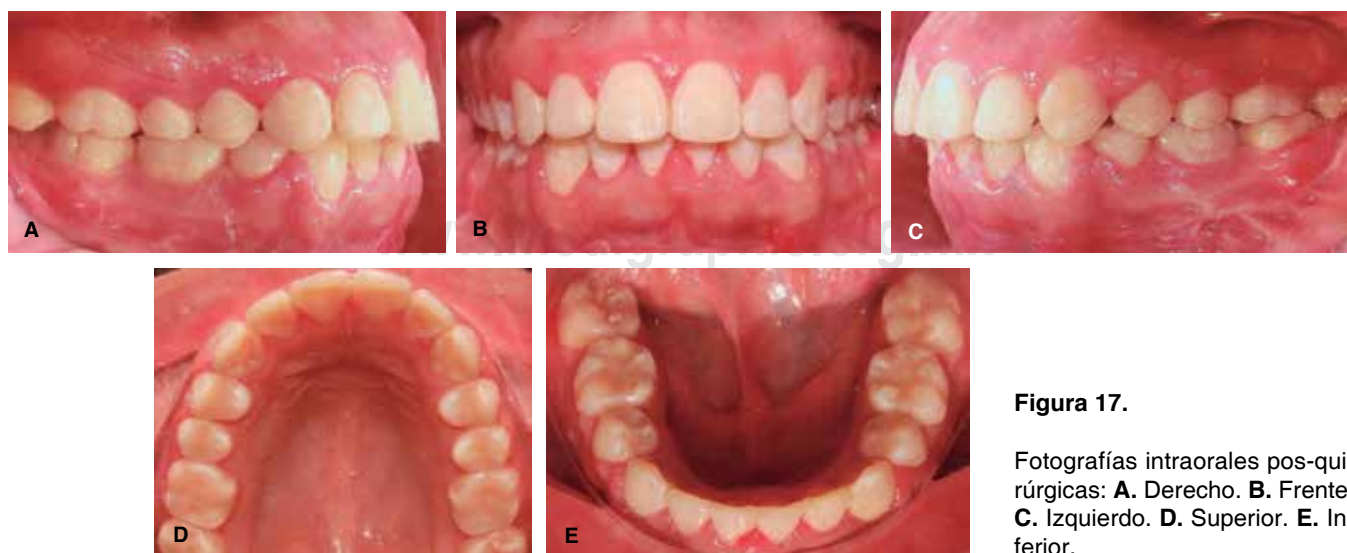 A
B
C
D
E
Figura 17.
Fotografías intraorales pos-qui
rúrgicas: A. Derecho. B. Frente
C. Izquierdo. D. Superior. E. In
ferior.